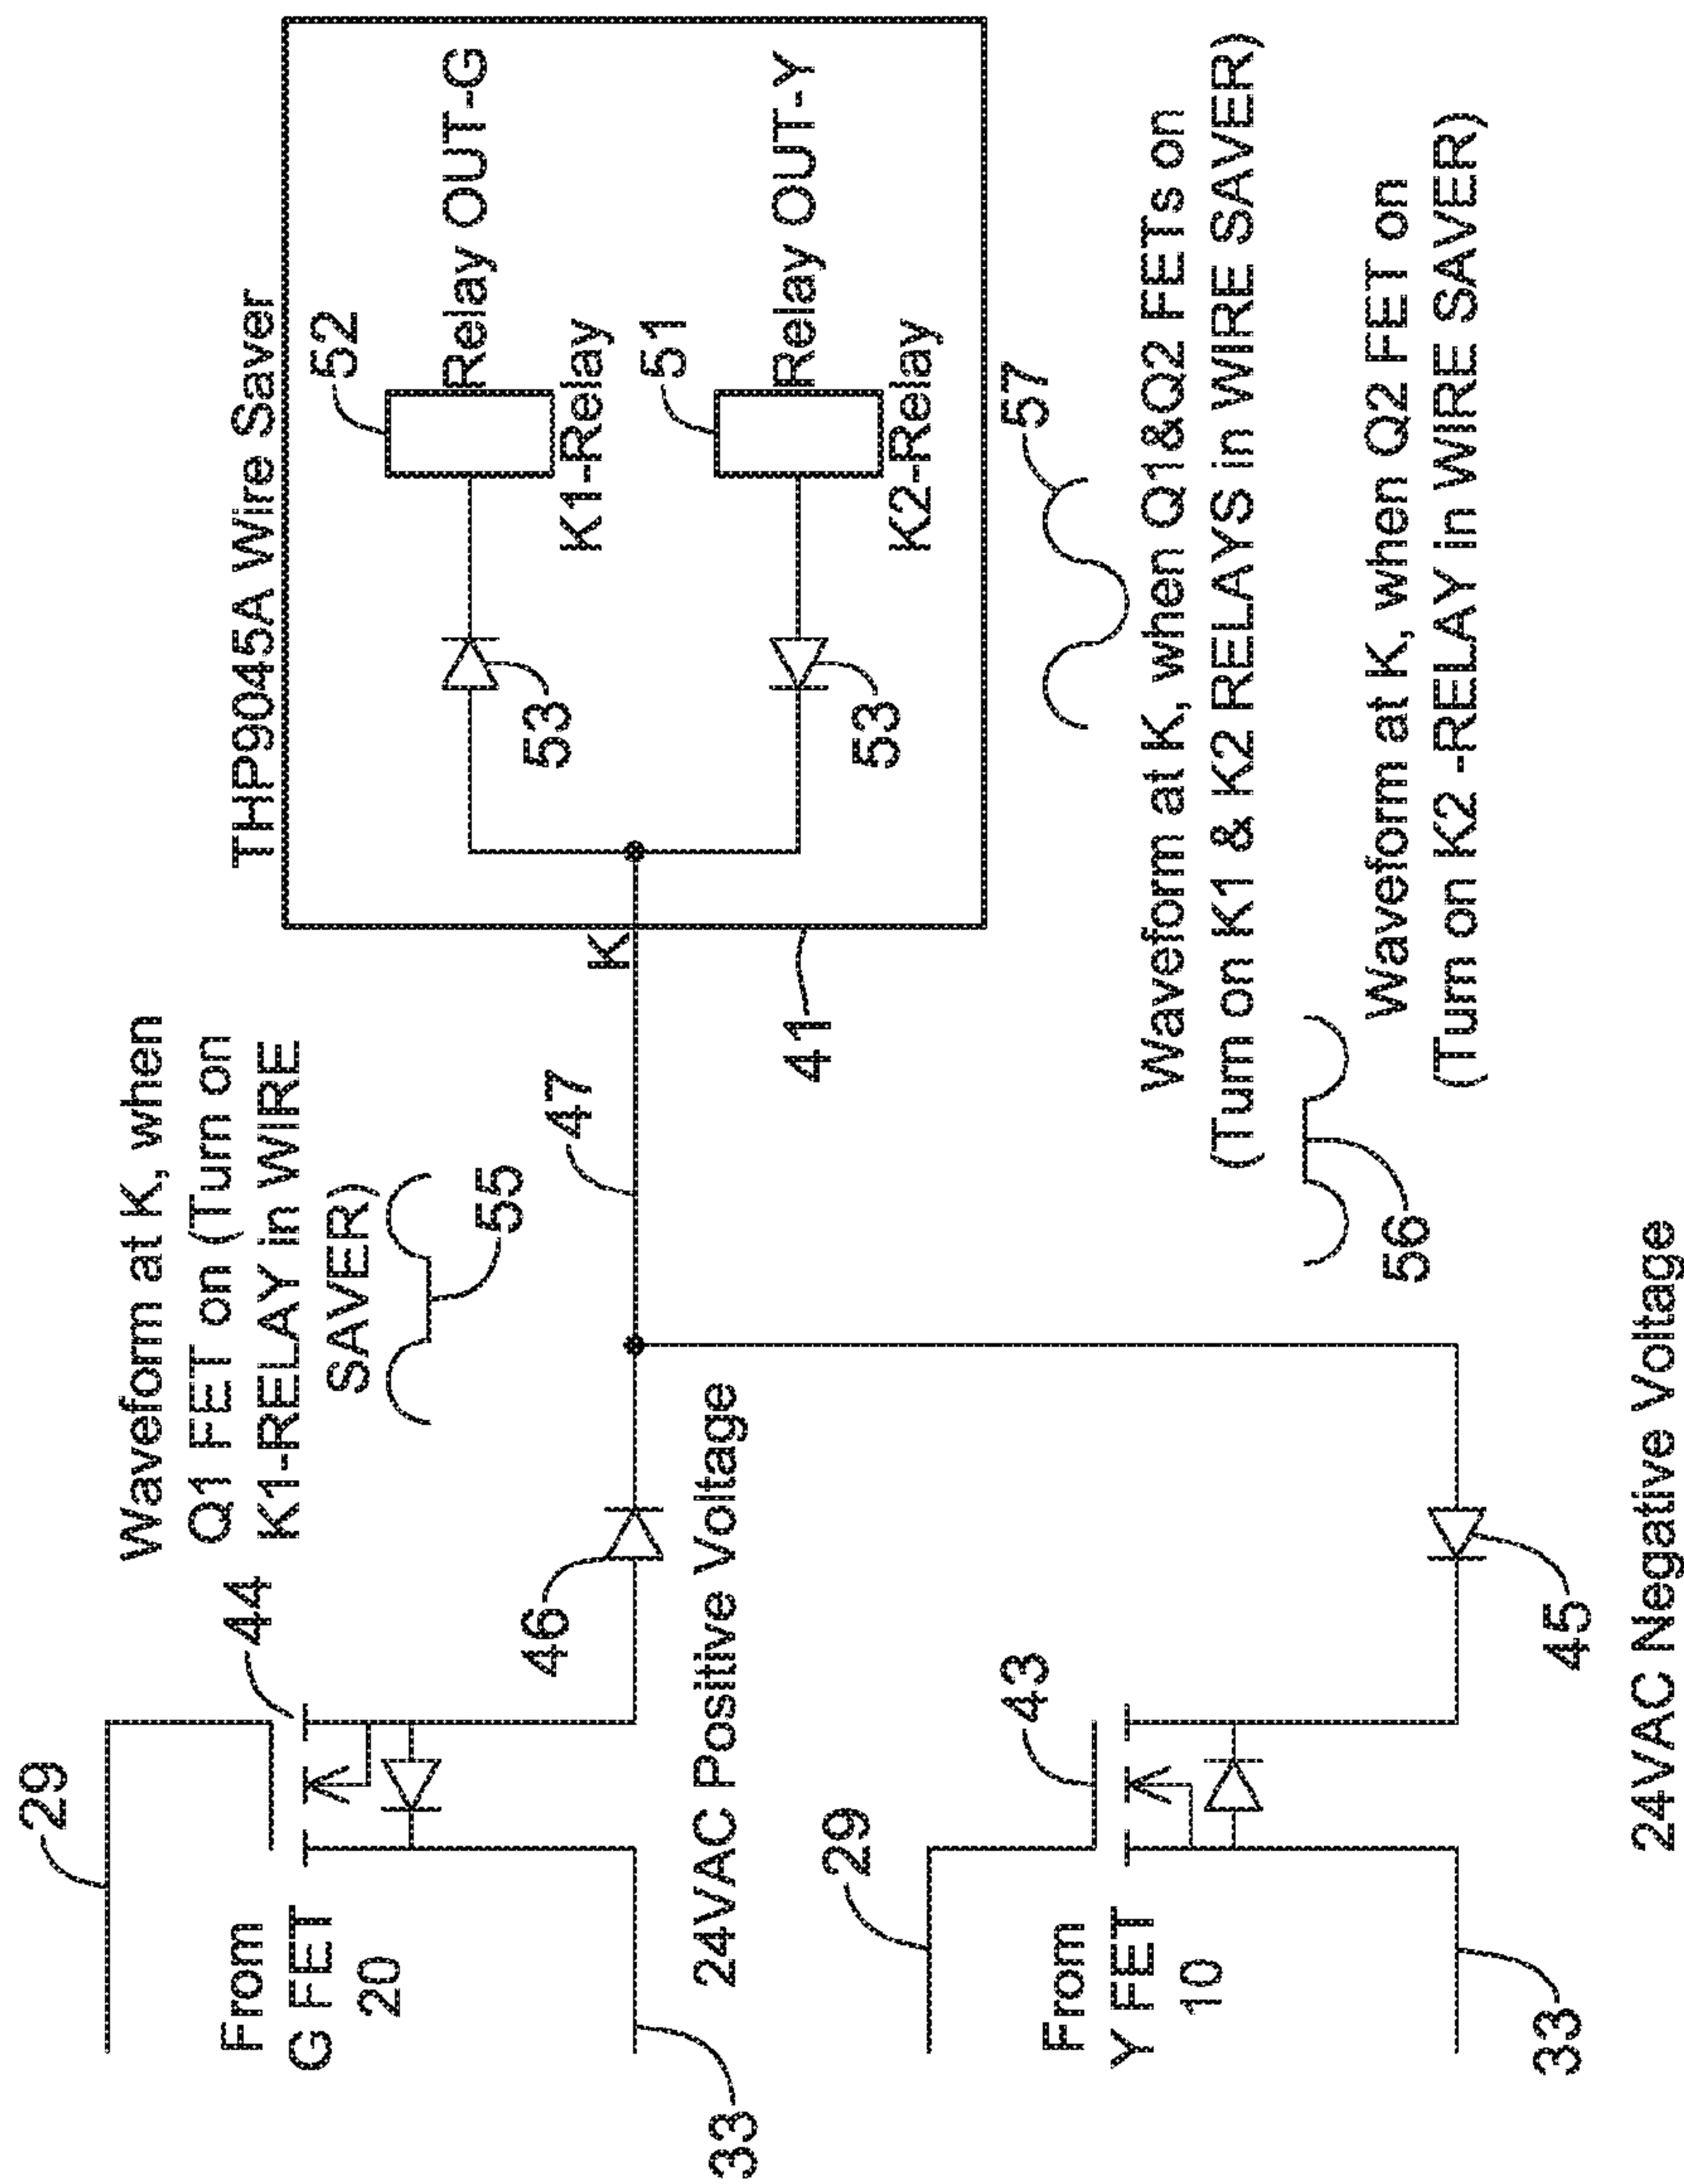 THP9045A Wire Saver
52
Relay OUT-G
K1-Relay
53
51
Relay OUT-Y
K2-Relay
53
K
41
47
Waveform at K, when
Q1 FET on (Turn on
K1-RELAY in WIRE
SAVER)
55
57
Waveform at K, when Q1&Q2 FETs on
(Turn on K1 & K2 RELAYS in WIRE SAVER)
56
Waveform at K, when Q2 FET on
(Turn on K2 -RELAY in WIRE SAVER)
29
44
From
G FET
20
46
33
24VAC Positive Voltage
29
43
From
Y FET
10
45
33
24VAC Negative Voltage